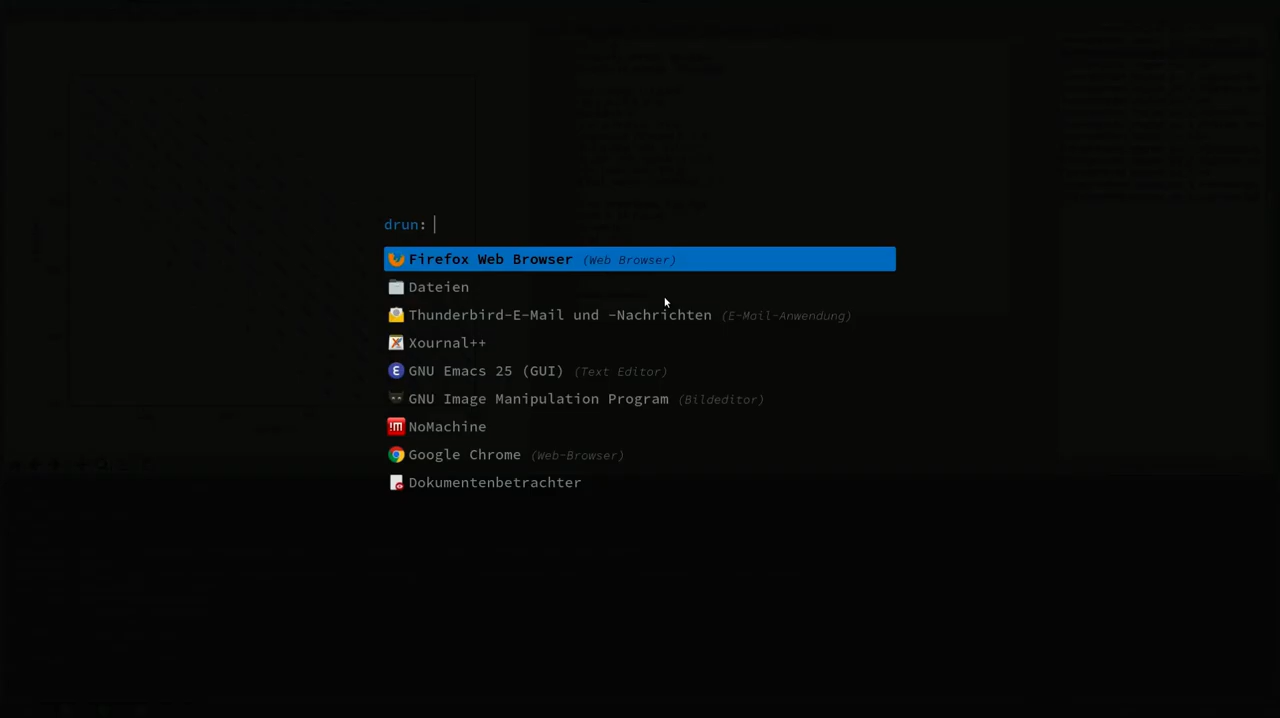 drun:
Firefox Web Browser (Web Browser)
Dateien
Thunderbird-E-Mail und -Nachrichten (E-Mail-Anwendung)
Xournal++
GNU Emacs 25 (GUI) (Text Editor)
GNU Image Manipulation Program (Bildeditor)
NoMachine
Google Chrome (Web-Browser)
Dokumentenbetrachter